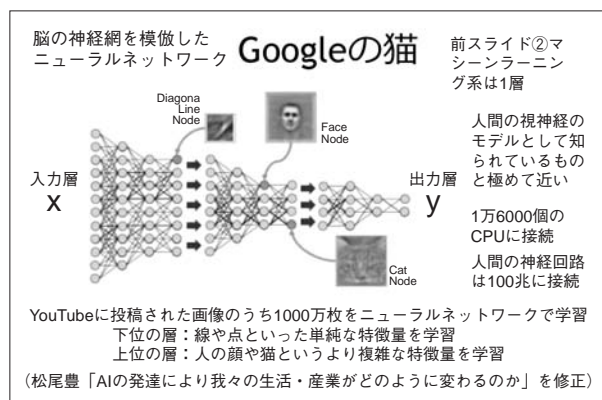 脳の神経網を模倣した
ニューラルネットワーク
Googleの猫
前スライド②マ
シーンラーニン
グ系は1層
Diagona
Line
Node
Face
Node
人間の視神経の
モデルとして知
られているもの
と極めて近い
入力層
x
出力層
y
1万6000個の
CPUに接続
Cat
Node
人間の神経回路
は100兆に接続
YouTubeに投稿された画像のうち1000万枚をニューラルネットワークで学習
下位の層：線や点といった単純な特徴量を学習
上位の層：人の顔や猫というより複雑な特徴量を学習
（松尾豊「AIの発達により我々の生活・産業がどのように変わるのか」を修正）